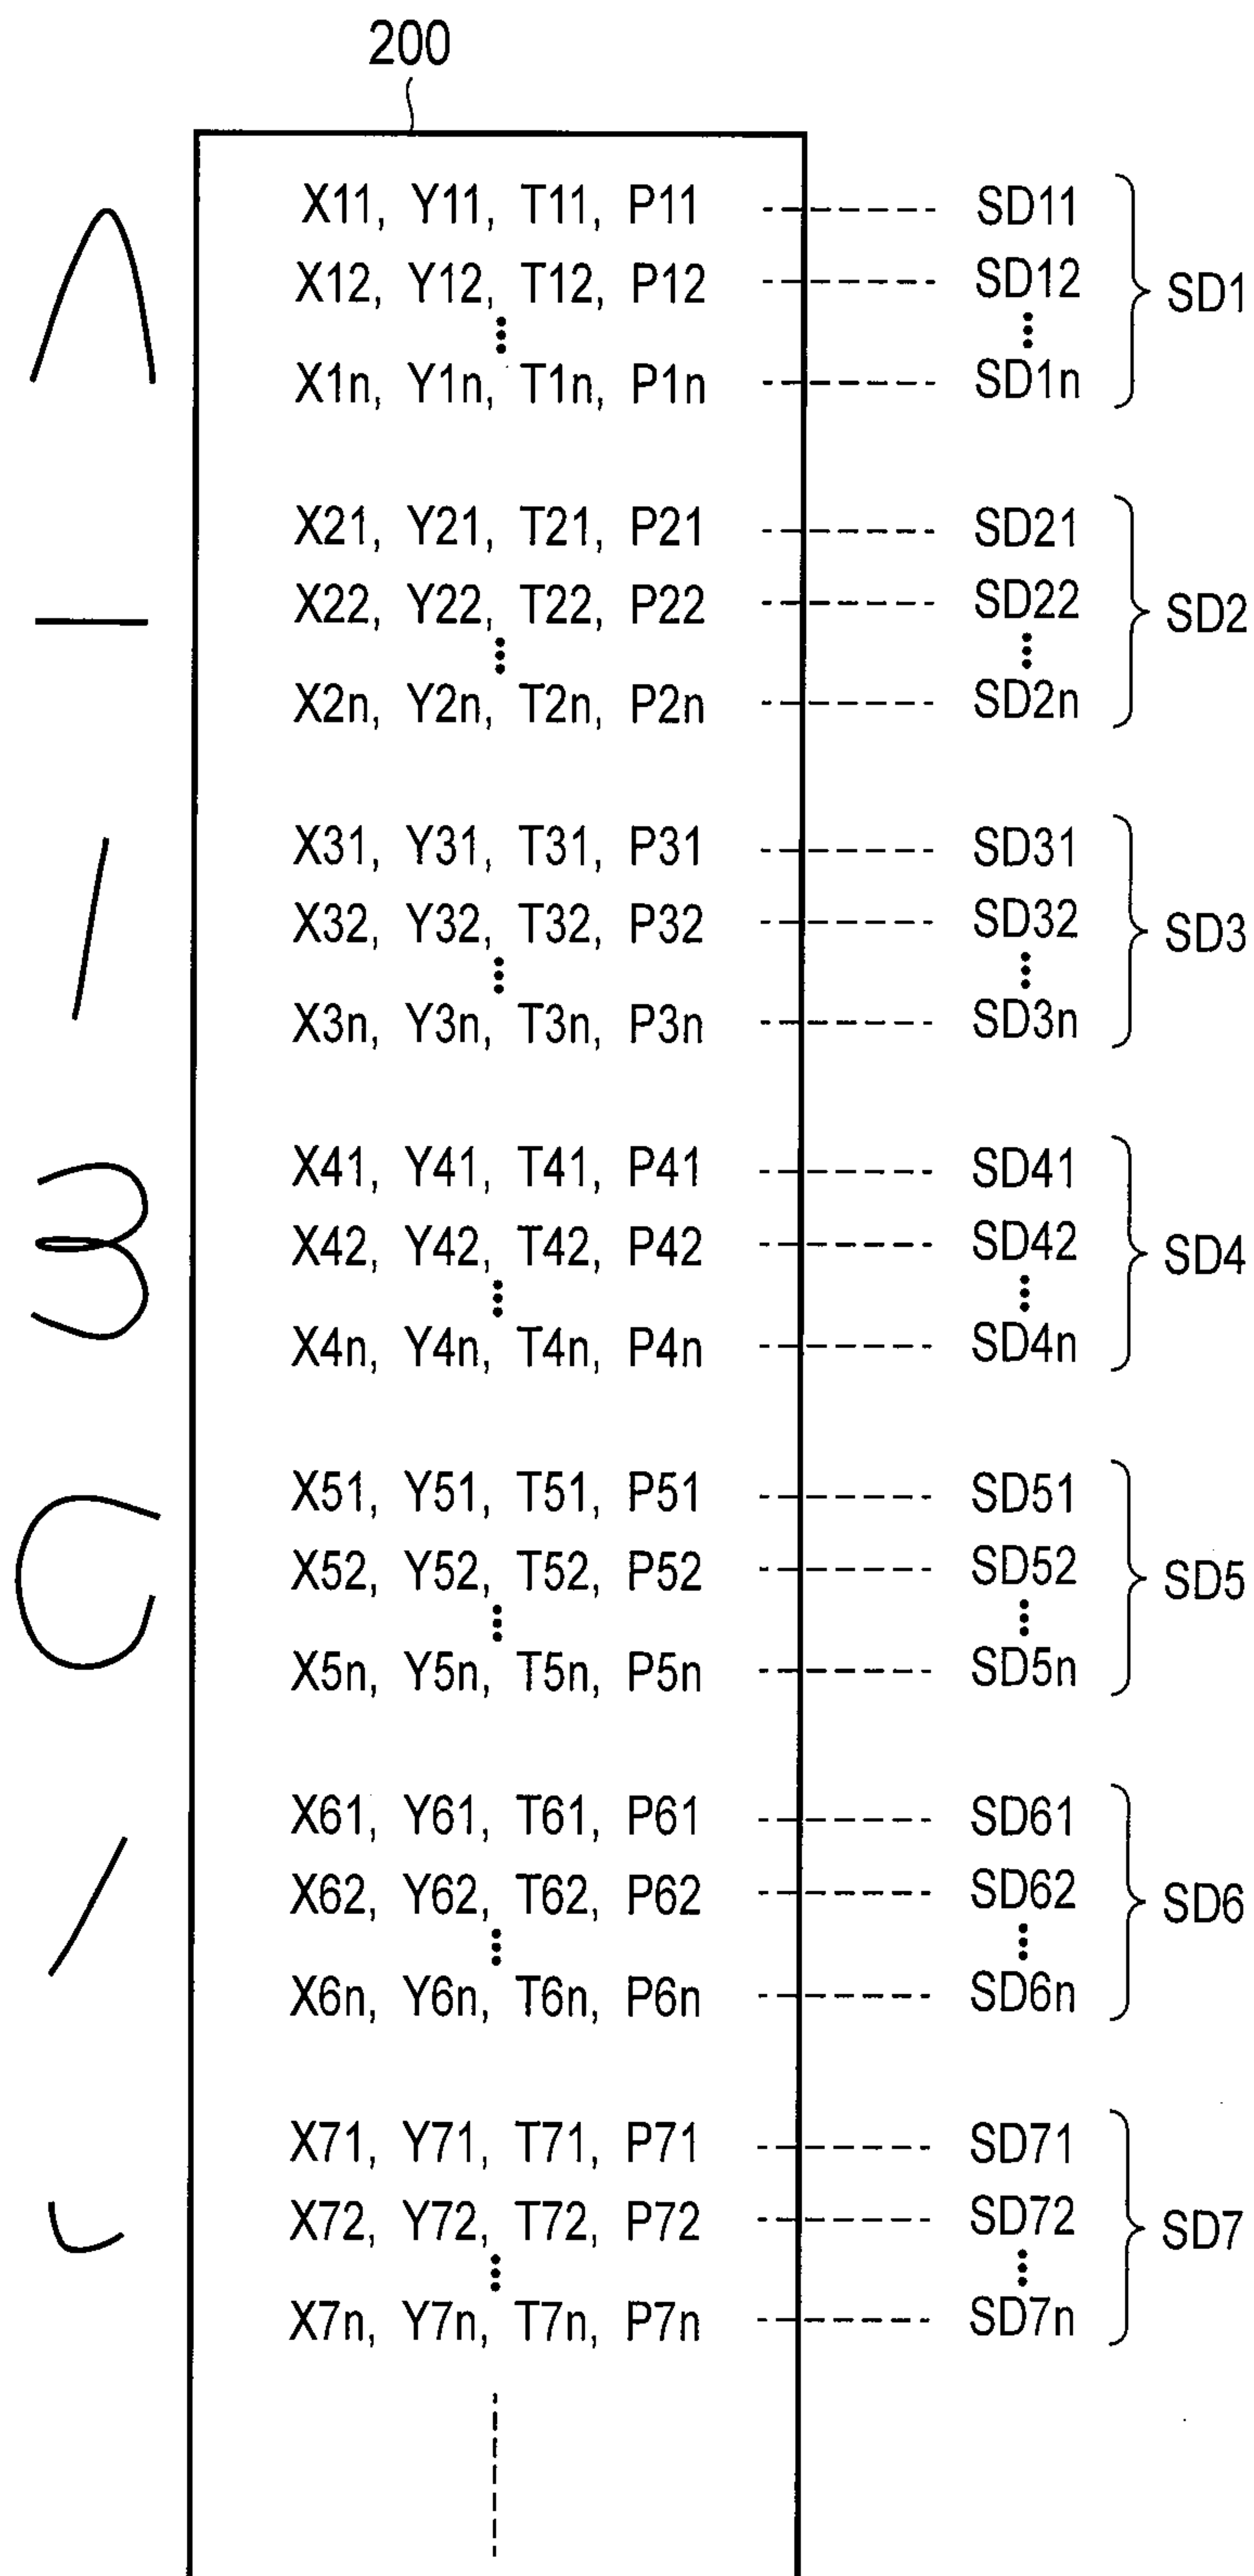 200
X11, Y11, T11, P11 SD11
X12, Y12, T12, P12 SD12 SD1
X1n, Y1n, T1n, P1n SD1n
X21, Y21, T21, P21 SD21
X22, Y22, T22, P22 SD22 SD2
X2n, Y2n, T2n, P2n SD2n
X31, Y31, T31, P31 SD31
X32, Y32, T32, P32 SD32 SD3
X3n, Y3n, T3n, P3n SD3n
X41, Y41, T41, P41 SD41
X42, Y42, T42, P42 SD42 SD4
X4n, Y4n, T4n, P4n SD4n
X51, Y51, T51, P51 SD51
X52, Y52, T52, P52 SD52 SD5
X5n, Y5n, T5n, P5n SD5n
X61, Y61, T61, P61 SD61
X62, Y62, T62, P62 SD62 SD6
X6n, Y6n, T6n, P6n SD6n
X71, Y71, T71, P71 SD71
X72, Y72, T72, P72 SD72 SD7
X7n, Y7n, T7n, P7n SD7n